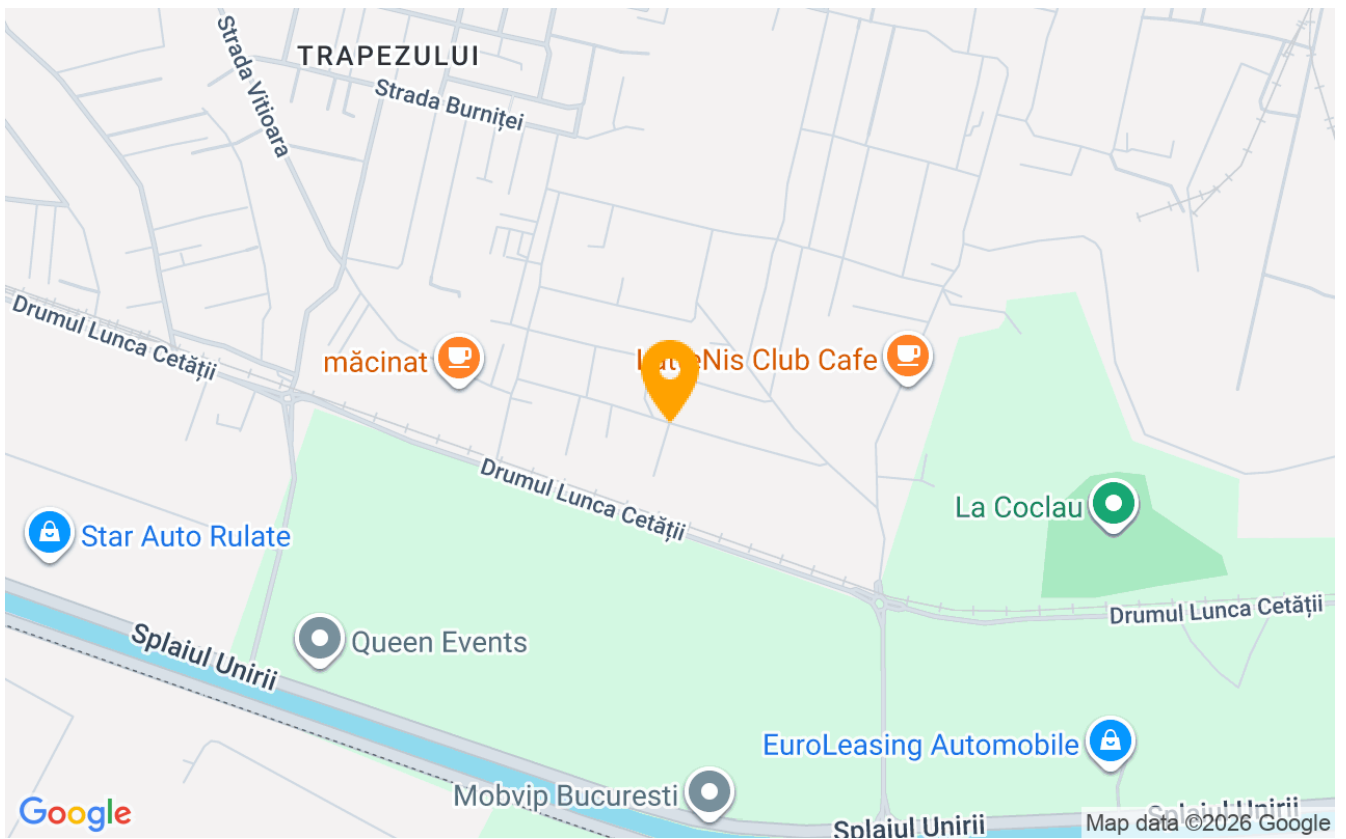 TRAPEZULUI
Strada Vitioara
Strada Burniței
Drumul Lunca Cetății
măcinat
Nis Club Cafe
Drumul Lunca Cetății
La Coclau
Star Auto Rulate
Drumul Lunca Cetății
Splaiul Unirii
Queen Events
EuroLeasing Automobile
Mobvip Bucuresti
Splaiul Unirii
Splaiul Unirii
Google
Map data ©2026 Google